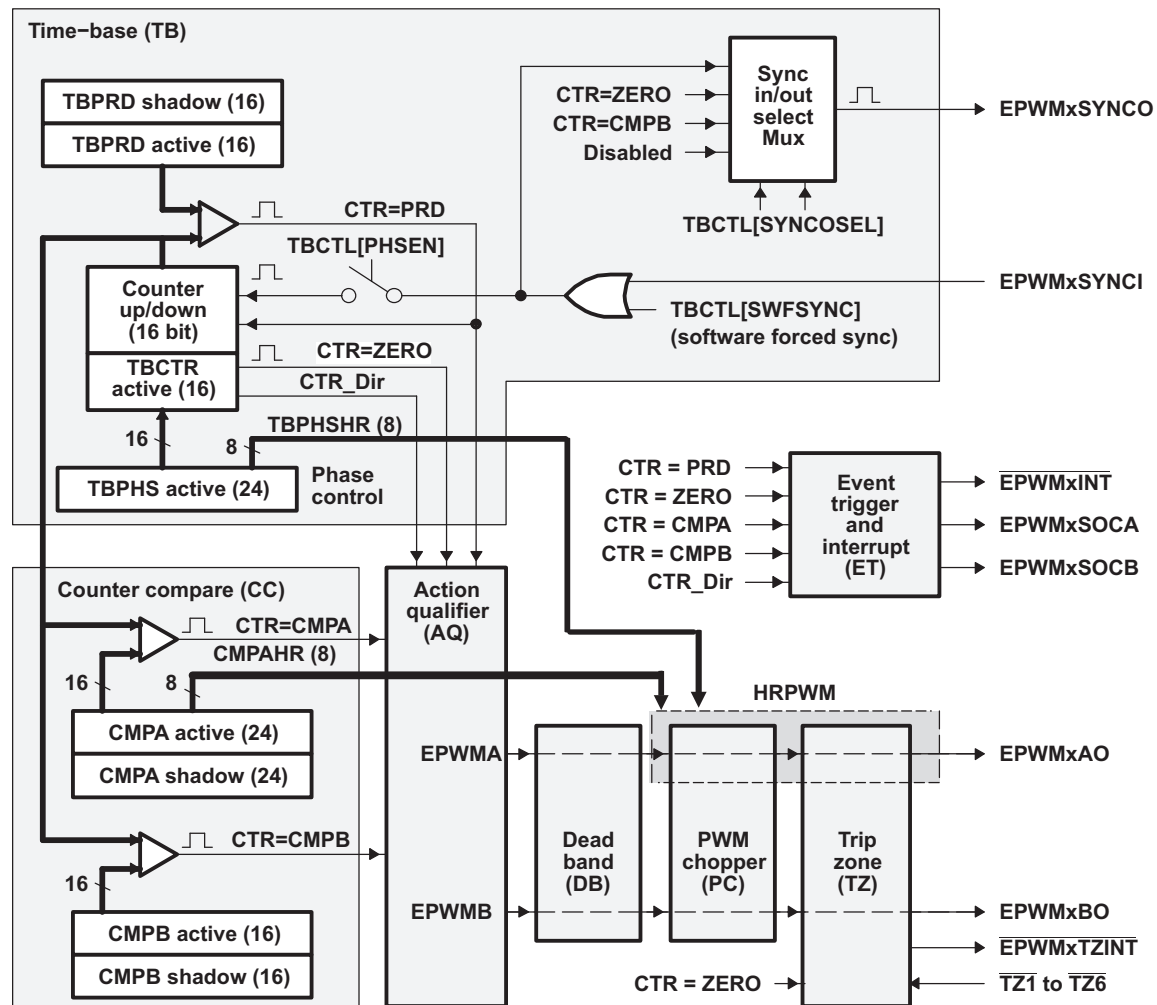 Time−base (TB)
TBPRD shadow (16)
TBPRD active (16)
CTR=ZERO
CTR=CMPB
Disabled
Sync
in/out
select
Mux
EPWMxSYNCO
TBCTL[SYNCOSEL]
CTR=PRD
TBCTL[PHSEN]
Counter
up/down
(16 bit)
TBCTR
active (16)
EPWMxSYNCI
TBCTL[SWFSYNC]
(software forced sync)
CTR=ZERO
CTR_Dir
16
8
TBPHSHR (8)
TBPHS active (24)
Phase
control
CTR = PRD
CTR = ZERO
CTR = CMPA
CTR = CMPB
CTR_Dir
Event
trigger
and
interrupt
(ET)
EPWMxINT
EPWMxSOCA
EPWMxSOCB
Counter compare (CC)
CTR=CMPA
CMPAHR (8)
16
8
CMPA active (24)
CMPA shadow (24)
CTR=CMPB
16
CMPB active (16)
CMPB shadow (16)
Action
qualifier
(AQ)
EPWMA
EPWMB
HRPWM
Dead
band
(DB)
PWM
chopper
(PC)
Trip
zone
(TZ)
EPWMxAO
EPWMxBO
EPWMxTZINT
CTR = ZERO
TZ1 to TZ6